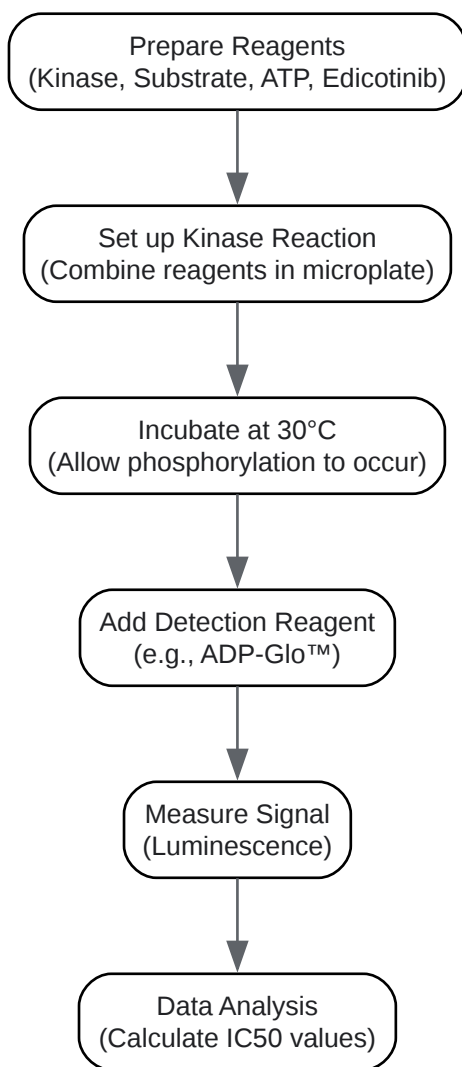 Prepare Reagents
(Kinase, Substrate, ATP, Edicotinib)
Set up Kinase Reaction
(Combine reagents in microplate)
Incubate at 30°C
(Allow phosphorylation to occur)
Add Detection Reagent
(e.g., ADP-Glo™)
Measure Signal
(Luminescence)
Data Analysis
(Calculate IC50 values)